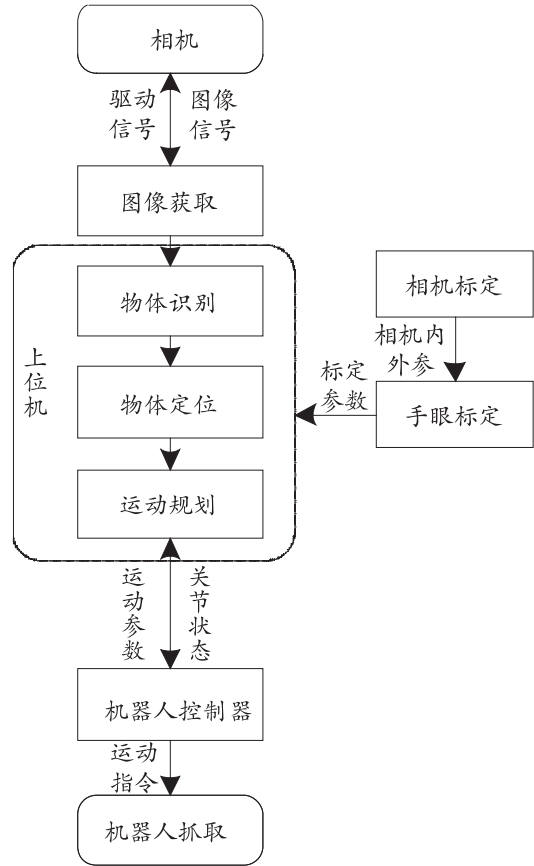 相机
驱动
信号
图像
信号
图像获取
物体识别
上位机
物体定位
运动规划
相机标定
相机内
外参
手眼标定
标定
参数
运动参数
关节状态
机器人控制器
运动
指令
机器人抓取